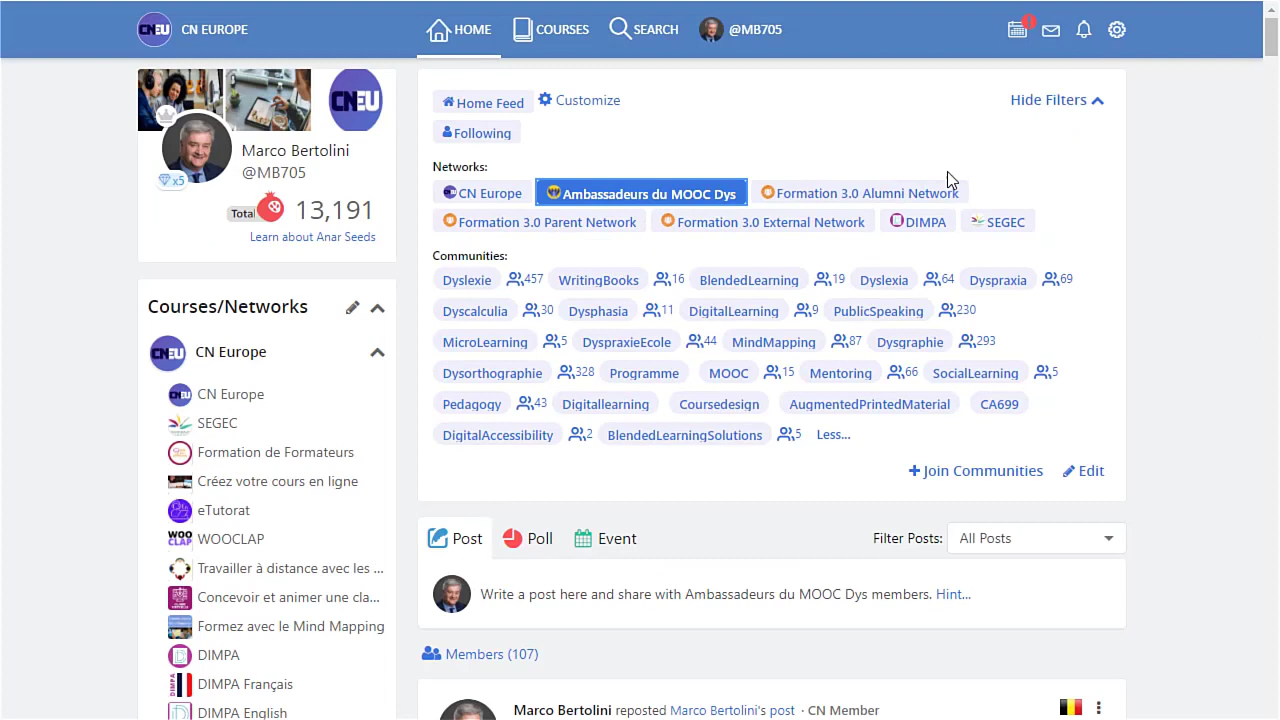 CNEU CN EUROPE HOME COURSES SEARCH @MB705 1
CNEU
Marco Bertolini
@MB705
x5
Total 13,191
Learn about Anar Seeds
Courses/Networks
CNEU CN Europe
CN Europe
SEGEC
Formation de Formateurs
Créez votre cours en ligne
eTutorat
WOO CLAP WOOCLAP
Travailler à distance avec les ...
Concevoir et animer une cla...
Formez avec le Mind Mapping
DIMPA
DIMPA DIMPA Français
DIMPA English
Home Feed Customize Hide Filters
Following
Networks:
CN Europe Ambassadeurs du MOOC Dys Formation 3.0 Alumni Network
Formation 3.0 Parent Network Formation 3.0 External Network DIMPA SEGEC
Communities:
Dyslexie 457 WritingBooks 16 BlendedLearning 19 Dyslexia 64 Dyspraxia 69
Dyscalculia 30 Dysphasia 11 DigitalLearning 9 PublicSpeaking 230
MicroLearning 5 DyspraxieEcole 44 MindMapping 87 Dysgraphie 293
Dysorthographie 328 Programme MOOC 15 Mentoring 66 SocialLearning 5
Pedagogy 43 Digitallearning Coursedesign AugmentedPrintedMaterial CA699
DigitalAccessibility 2 BlendedLearningSolutions 5 Less...
Join Communities Edit
Post Poll Event Filter Posts: All Posts
Write a post here and share with Ambassadeurs du MOOC Dys members. Hint...
Members (107)
Marco Bertolini reposted Marco Bertolini's post · CN Member